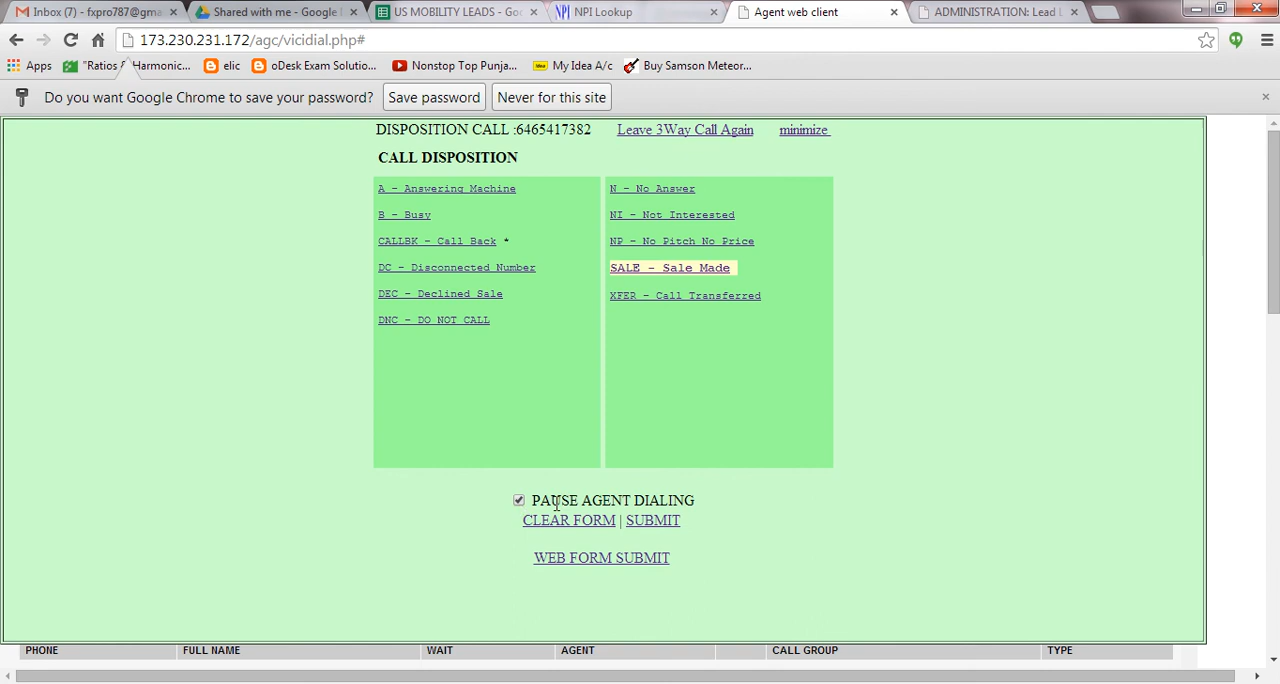 Inbox (7) - fxpro787@gma
Shared with me - Google
US MOBILITY LEADS - Go
NPI Lookup
Agent web client
ADMINISTRATION: Lead L
173.230.231.172/agc/vicidial.php#
Apps "Ratios Harmonic... elic oDesk Exam Solutio... Nonstop Top Punja... My Idea A/c Buy Samson Meteor...
Do you want Google Chrome to save your password? Save password Never for this site
DISPOSITION CALL :6465417382 Leave 3Way Call Again minimize
CALL DISPOSITION
A - Answering Machine
B - Busy
CALLBK - Call Back *
DC - Disconnected Number
DEC - Declined Sale
DNC - DO NOT CALL
N - No Answer
NI - Not Interested
NP - No Pitch No Price
SALE - Sale Made
XFER - Call Transferred
PAUSE AGENT DIALING
CLEAR FORM | SUBMIT
WEB FORM SUBMIT
PHONE FULL NAME WAIT AGENT CALL GROUP TYPE